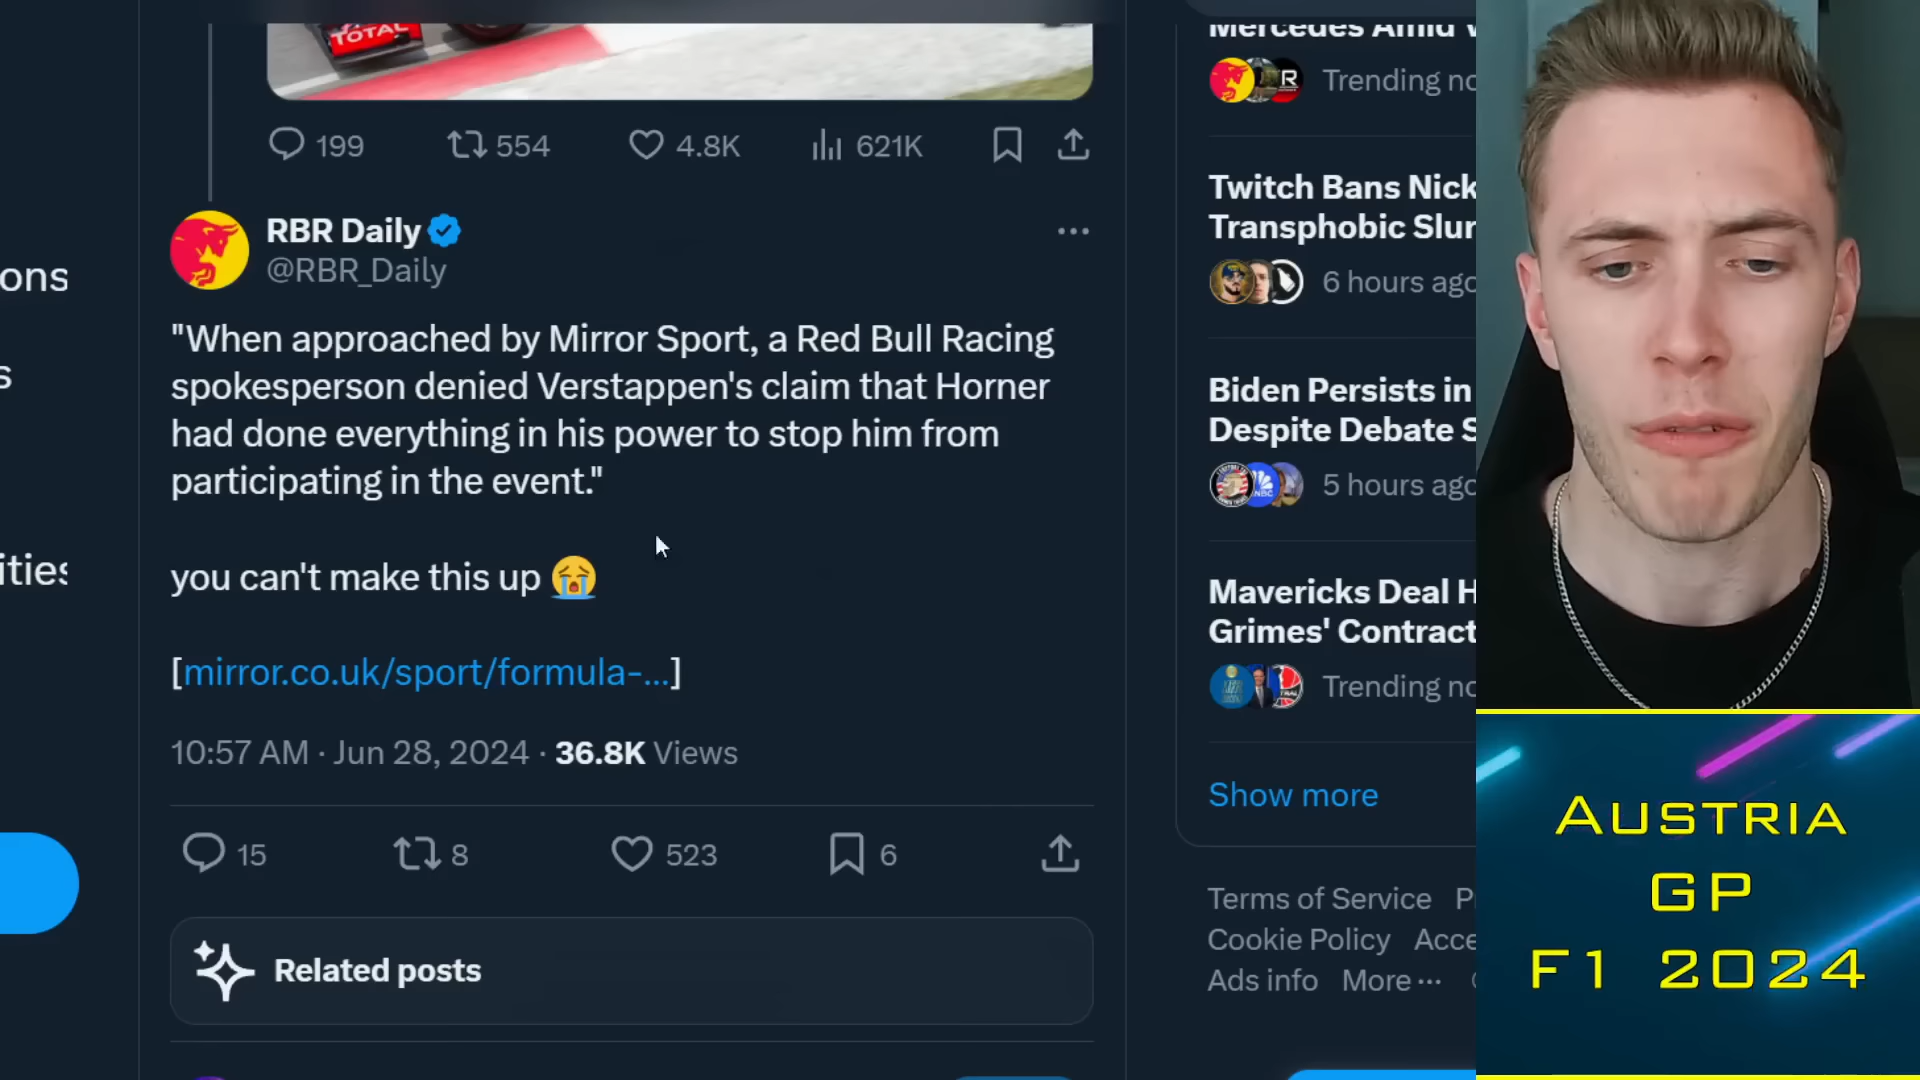 TOTAL
199 554 4.8K 621K
RBR Daily
@RBR_Daily
"When approached by Mirror Sport, a Red Bull Racing
spokesperson denied Verstappen's claim that Horner
had done everything in his power to stop him from
participating in the event."
you can't make this up 😭
[mirror.co.uk/sport/formula-...]
10:57 AM · Jun 28, 2024 · 36.8K Views
15 8 523 6
Related posts
ons
s
ities
Mercedes Amid
Trending no
Twitch Bans Nick
Transphobic Slur
6 hours ago
Biden Persists in
Despite Debate S
5 hours ago
Mavericks Deal H
Grimes' Contract
Trending no
Show more
Terms of Service P
Cookie Policy Acce
Ads info More ···
AUSTRIA
GP
F1 2024